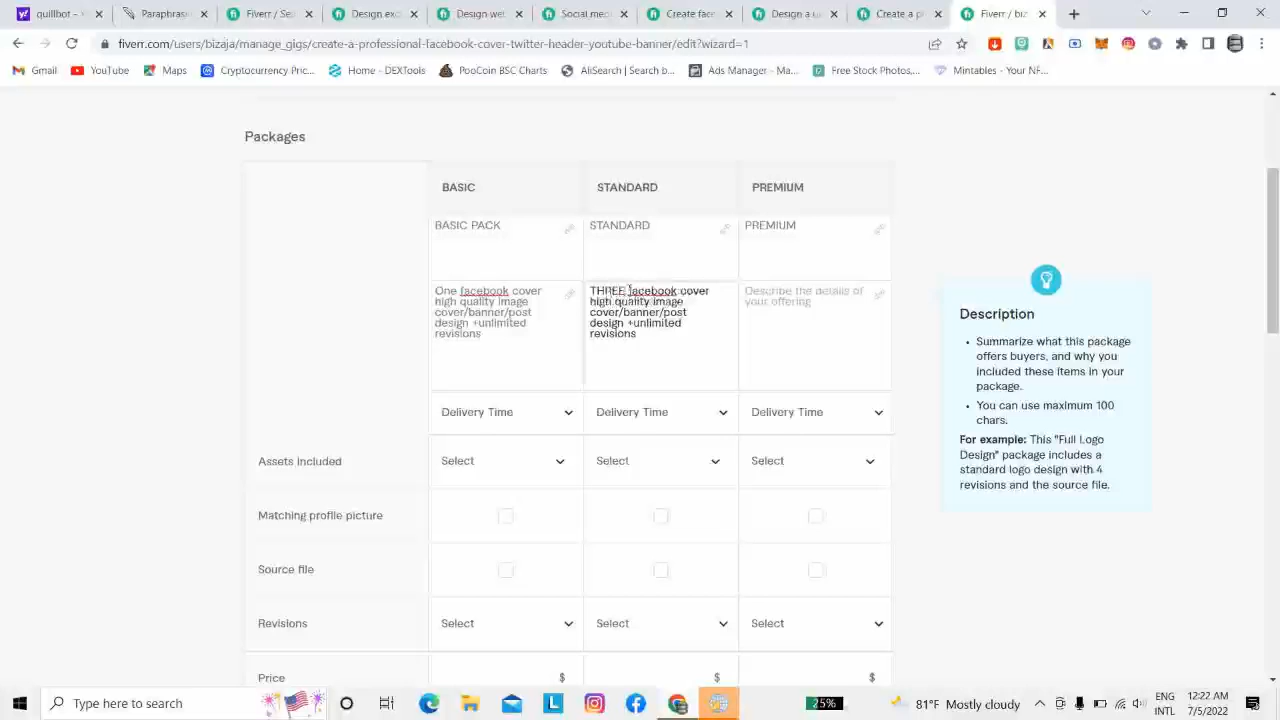 quillbot -
Paraphrasi
Fiverr /
Design exc
Design wet
Social mec
Create face
Design a u
Create a p
Fiverr / biz
fiverr.com/users/bizaja/manage_gigs/create-a-professional-facebook-cover-twitter-header-youtube-banner/edit?wizard=1
Gmail
YouTube
Maps
Cryptocurrency Pric...
Home - DEXTools
PooCoin BSC Charts
AliSearch | Search b...
Ads Manager - Ma...
Free Stock Photos,...
Mintables - Your NF...
Packages
BASIC
STANDARD
PREMIUM
BASIC PACK
STANDARD
PREMIUM
One facebook cover
high quality image
cover/banner/post
design +unlimited
revisions
THREE facebook cover
high quality image
cover/banner/post
design +unlimited
revisions
Describe the details of
your offering
Delivery Time
Delivery Time
Delivery Time
Assets included
Select
Select
Select
Matching profile picture
Source file
Revisions
Select
Select
Select
Price
$
$
$
Description
• Summarize what this package
offers buyers, and why you
included these items in your
package.
• You can use maximum 100
chars.
For example: This "Full Logo
Design" package includes a
standard logo design with 4
revisions and the source file.
Type here to search
25%
81°F Mostly cloudy
ENG
INTL
12:22 AM
7/5/2022